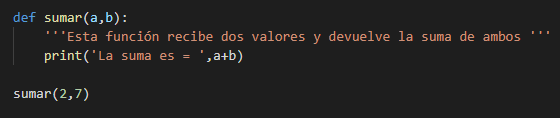 def sumar(a,b):
    '''Esta función recibe dos valores y devuelve la suma de ambos '''
    print('La suma es = ',a+b)
sumar(2,7)